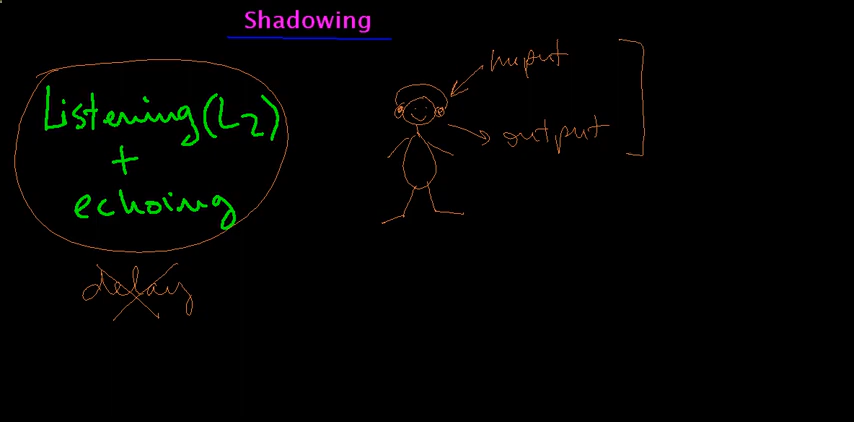 Shadowing
Listening (L2)
+
echoing
delay
input
output